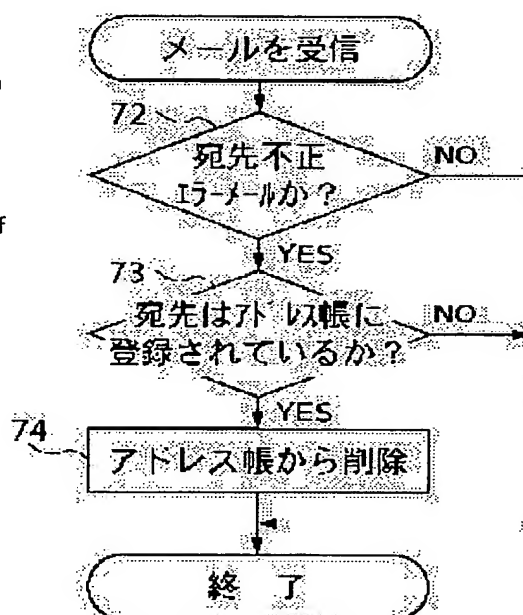 メールを受信
72
宛先不正
エラーメールか?
NO
f
YES
73
宛先はアドレス帳に
登録されているか?
NO
YES
74
アドレス帳から削除
終 了